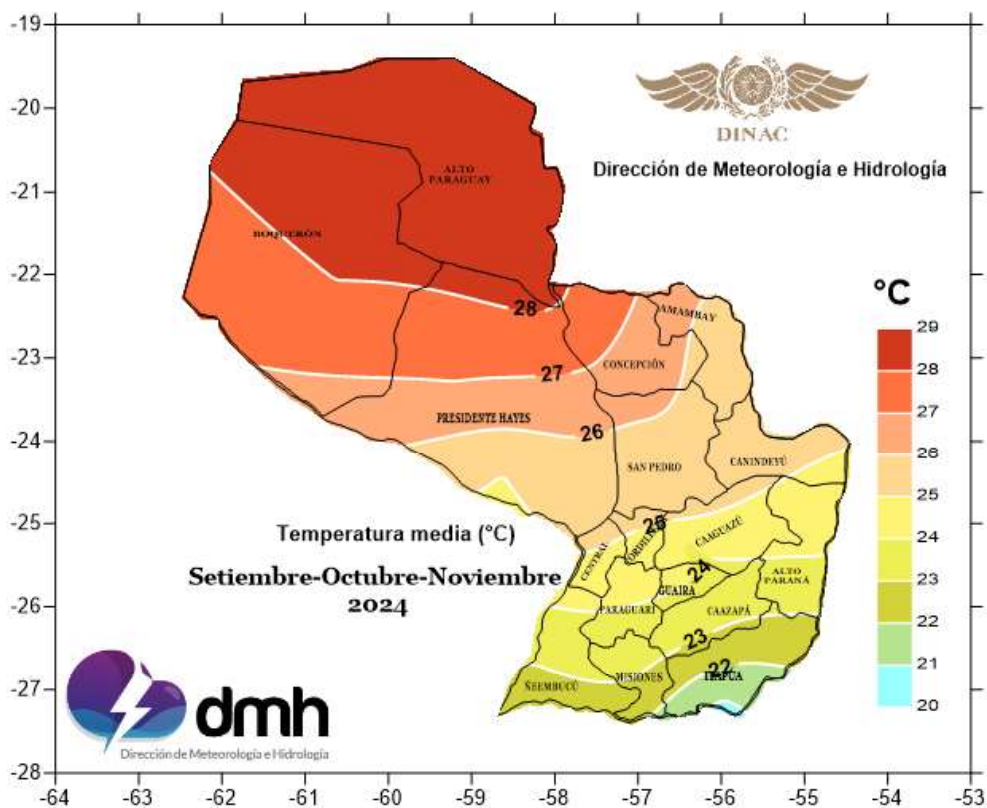 -19
-20
-21
-22
-23
-24
-25
-26
-27
-28
-64
-63
-62
-61
-60
-59
-58
-57
-56
-55
-54
-53
DINAC
Dirección de Meteorología e Hidrología
ALTO
PARAGUAY
BOQUERÓN
28
AMAMBAY
27
CONCEPCIÓN
PRESIDENTE HAYES
26
SAN PEDRO
CANINDEYÚ
25
CAAGUAZÚ
CENTRAL
24
ALTO
PARANÁ
GUAIRA
PARAGUARÍ
CAAZAPÁ
23
22
MISIONES
ÑEEMBUCÚ
°C
29
28
27
26
25
24
23
22
21
20
Temperatura media (°C)
Setiembre-Octubre-Noviembre
2024
dmh
Dirección de Meteorología e Hidrología